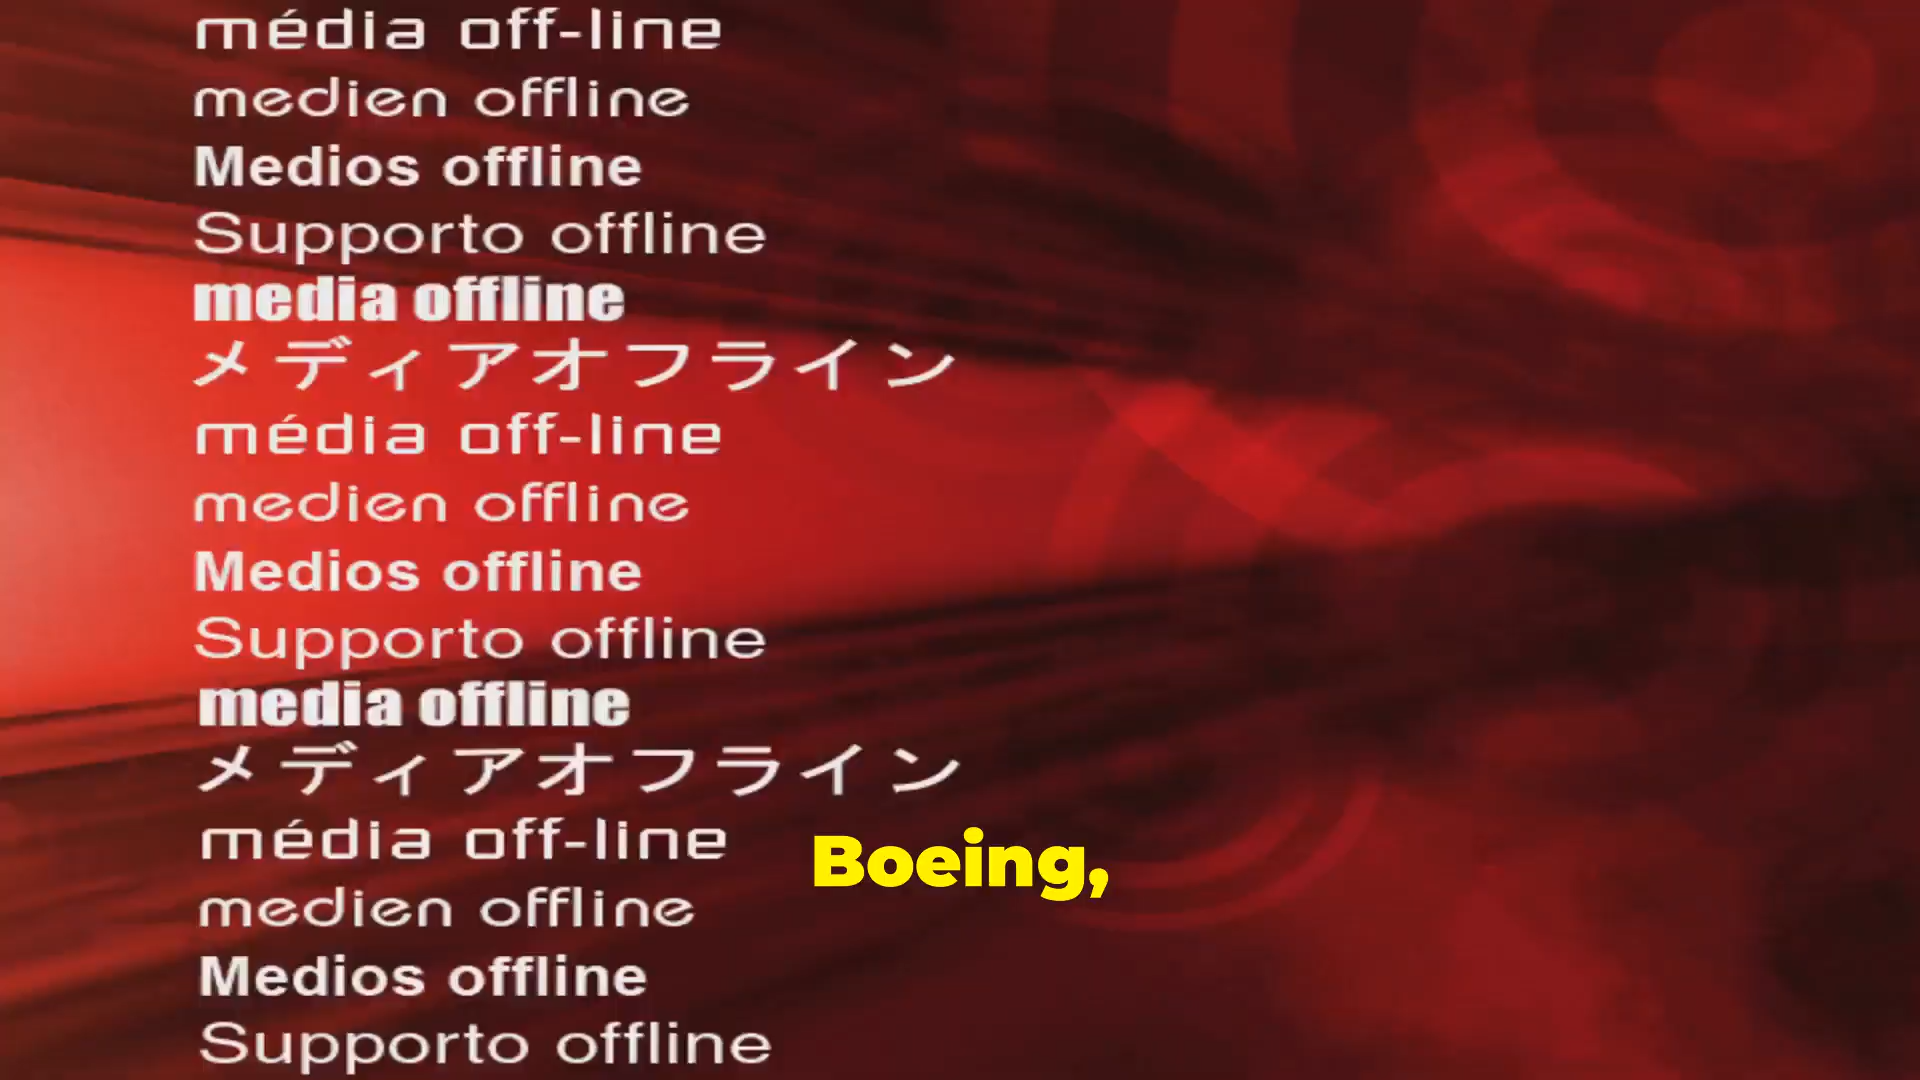 média off-line
medien offline
Medios offline
Supporto offline
media offline
メディアオフライン
média off-line
medien offline
Medios offline
Supporto offline
media offline
メディアオフライン
média off-line
Boeing,
medien offline
Medios offline
Supporto offline